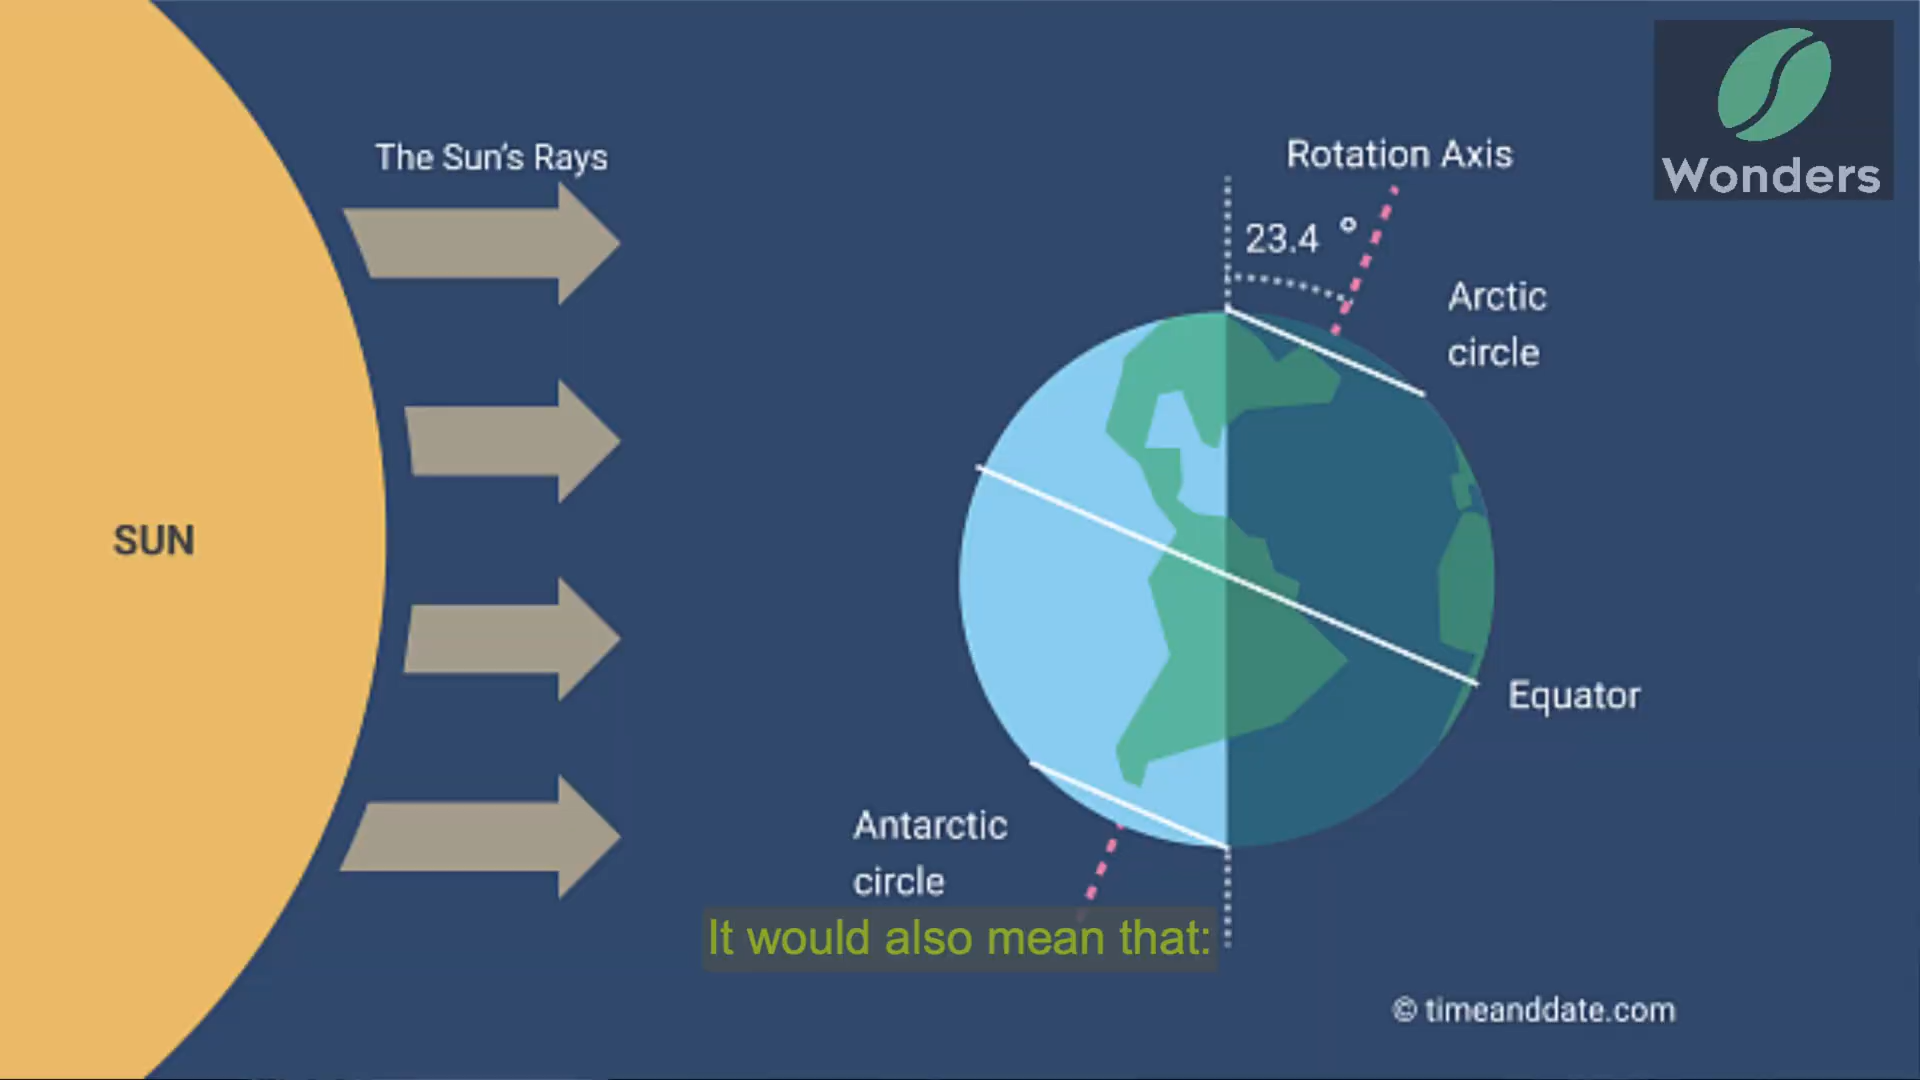 Wonders
The Sun's Rays
Rotation Axis
23.4 °
Arctic
circle
SUN
Equator
Antarctic
circle
It would also mean that:
© timeanddate.com